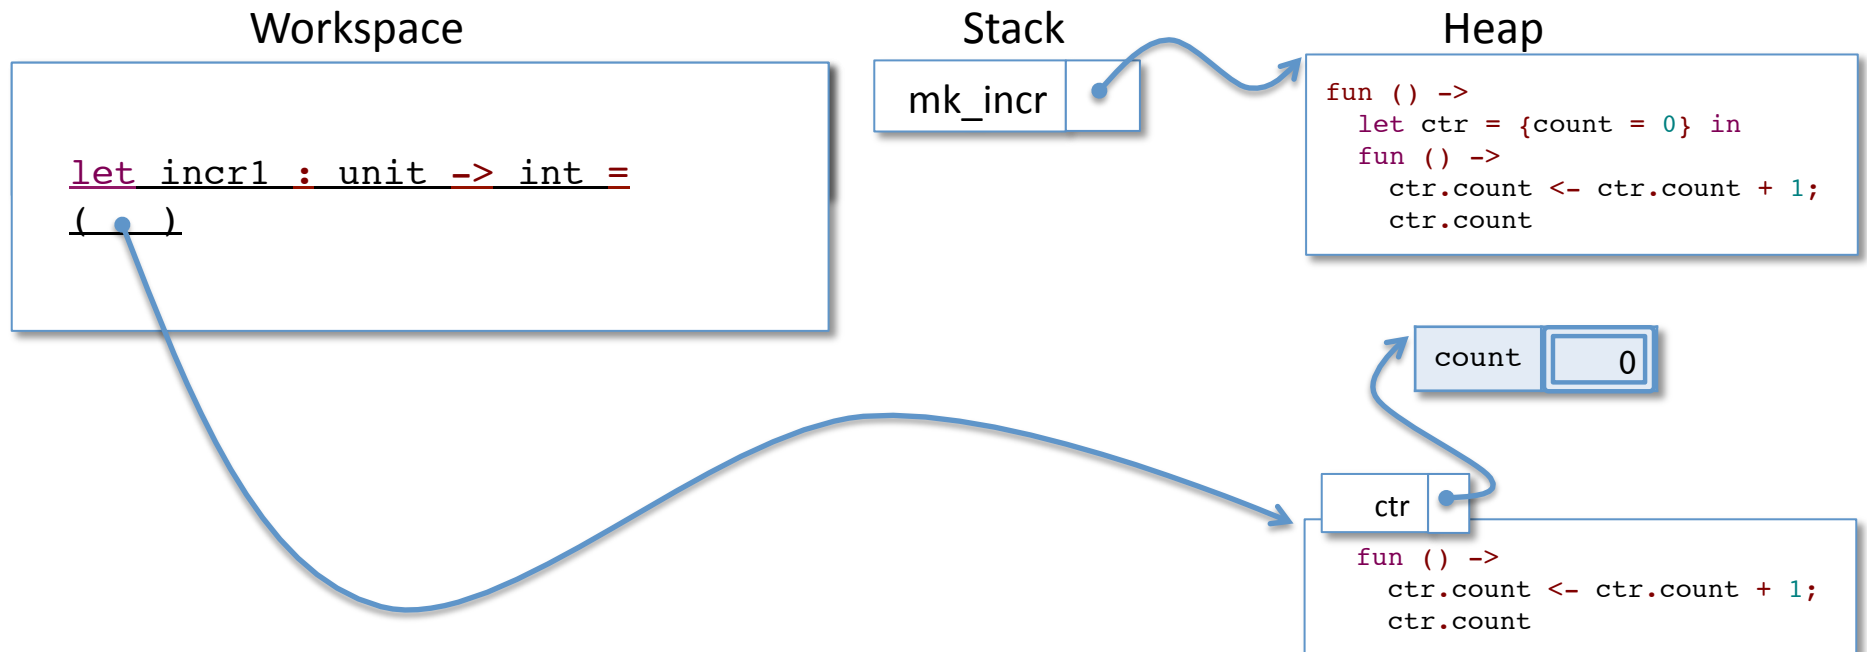 Workspace
Stack
Heap
let incr1 : unit -> int =
( )
mk_incr
fun () ->
let ctr = {count = 0} in
fun () ->
ctr.count <- ctr.count + 1;
ctr.count
count 0
ctr
fun () ->
ctr.count <- ctr.count + 1;
ctr.count